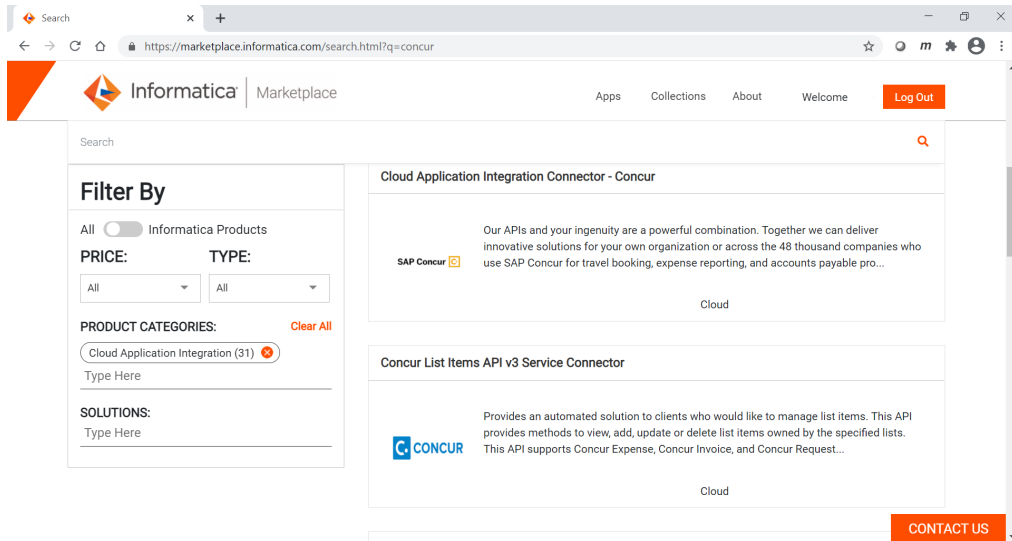 Search
https://marketplace.informatica.com/search.html?q=concur
m
Informatica Marketplace
Apps Collections About Welcome Log Out
Search
Filter By
All Informatica Products
PRICE: TYPE:
All All
PRODUCT CATEGORIES: Clear All
Cloud Application Integration (31)
Type Here
SOLUTIONS:
Type Here
Cloud Application Integration Connector - Concur
SAP Concur C
Our APIs and your ingenuity are a powerful combination. Together we can deliver
innovative solutions for your own organization or across the 48 thousand companies who
use SAP Concur for travel booking, expense reporting, and accounts payable pro...
Cloud
Concur List Items API v3 Service Connector
C. CONCUR
Provides an automated solution to clients who would like to manage list items. This API
provides methods to view, add, update or delete list items owned by the specified lists.
This API supports Concur Expense, Concur Invoice, and Concur Request...
Cloud
CONTACT US